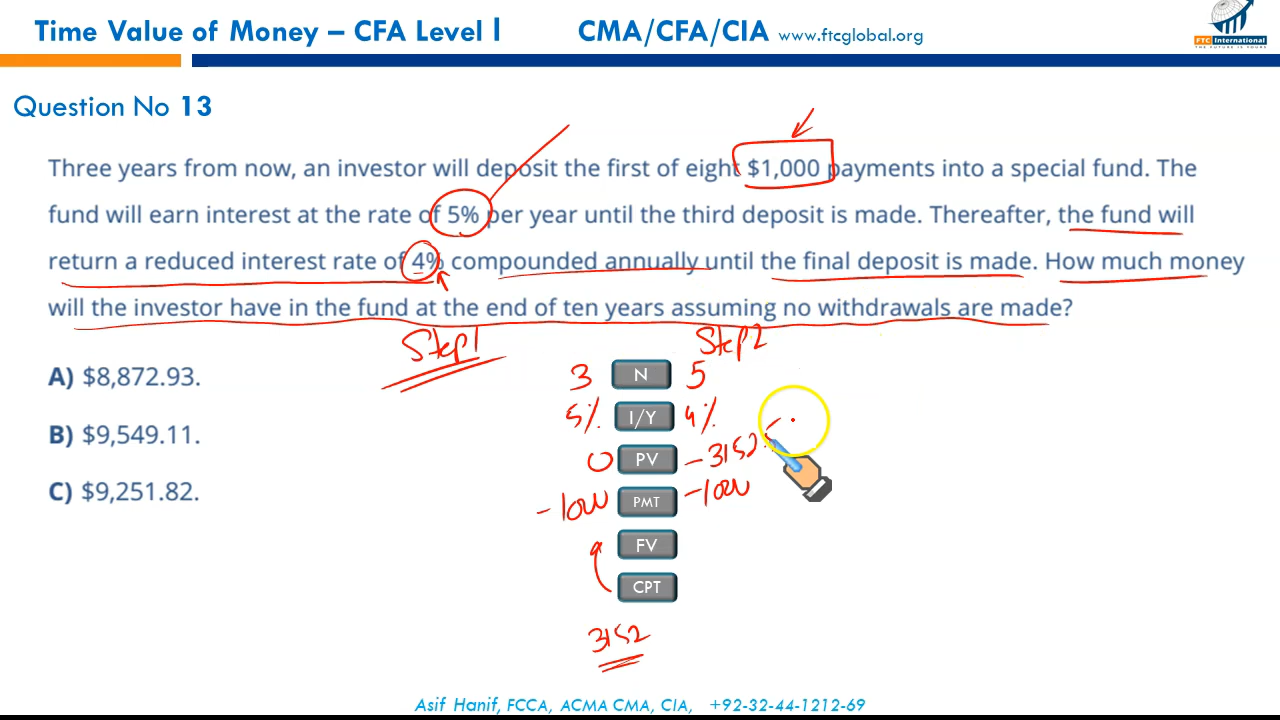 Time Value of Money – CFA Level I CMA/CFA/CIA www.ftcglobal.org
FTC International
THE FUTURE IS YOURS
Question No 13
Three years from now, an investor will deposit the first of eight $1,000 payments into a special fund. The
fund will earn interest at the rate of 5% per year until the third deposit is made. Thereafter, the fund will
return a reduced interest rate of 4% compounded annually until the final deposit is made. How much money
will the investor have in the fund at the end of ten years assuming no withdrawals are made?
Step1 Step2
A) $8,872.93.
B) $9,549.11.
C) $9,251.82.
3 N 5
5% I/Y 4%
0 PV -3152
-1000 PMT -1000
FV
CPT
3152
Asif Hanif, FCCA, ACMA CMA, CIA, +92-32-44-1212-69